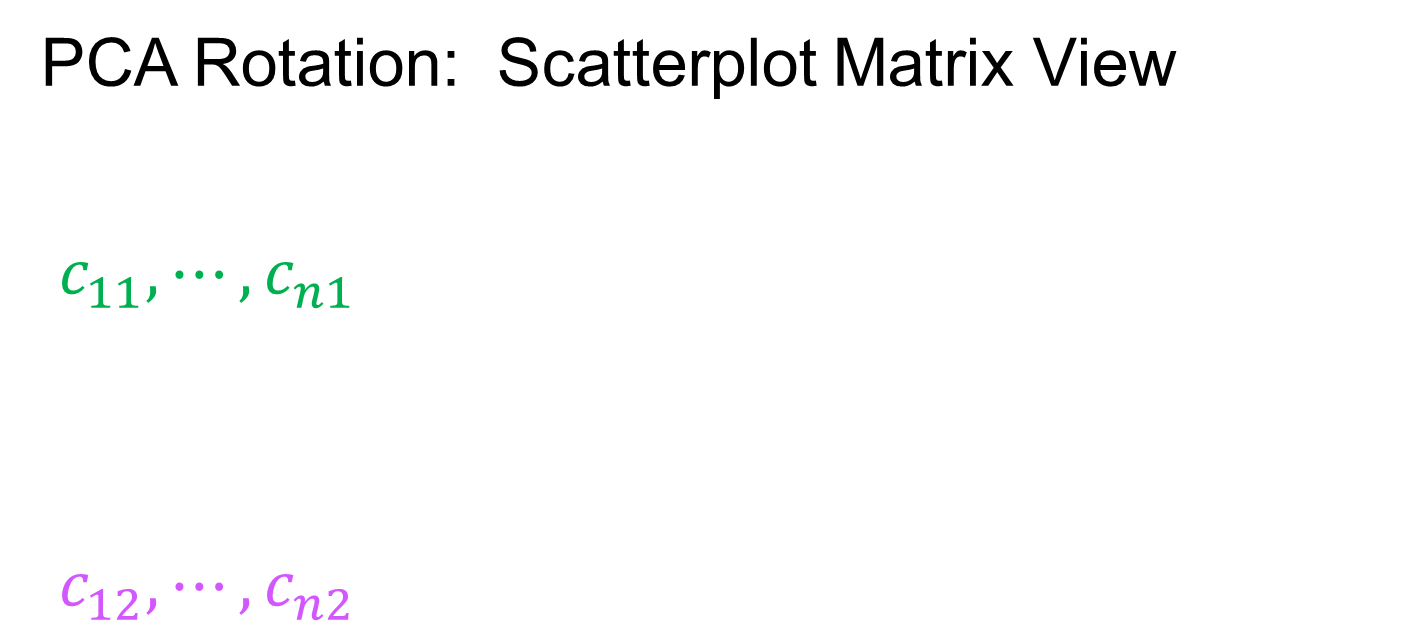 PCA Rotation: Scatterplot Matrix View
c₁₁, ⋯ , cₙ₁
c₁₂, ⋯ , cₙ₂